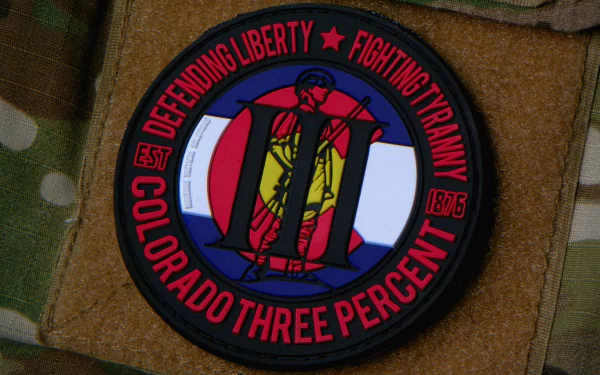 DEFENDING LIBERTY ★ FIGHTING TYRANNY
EST 1876
III
COLORADO THREE PERCENT